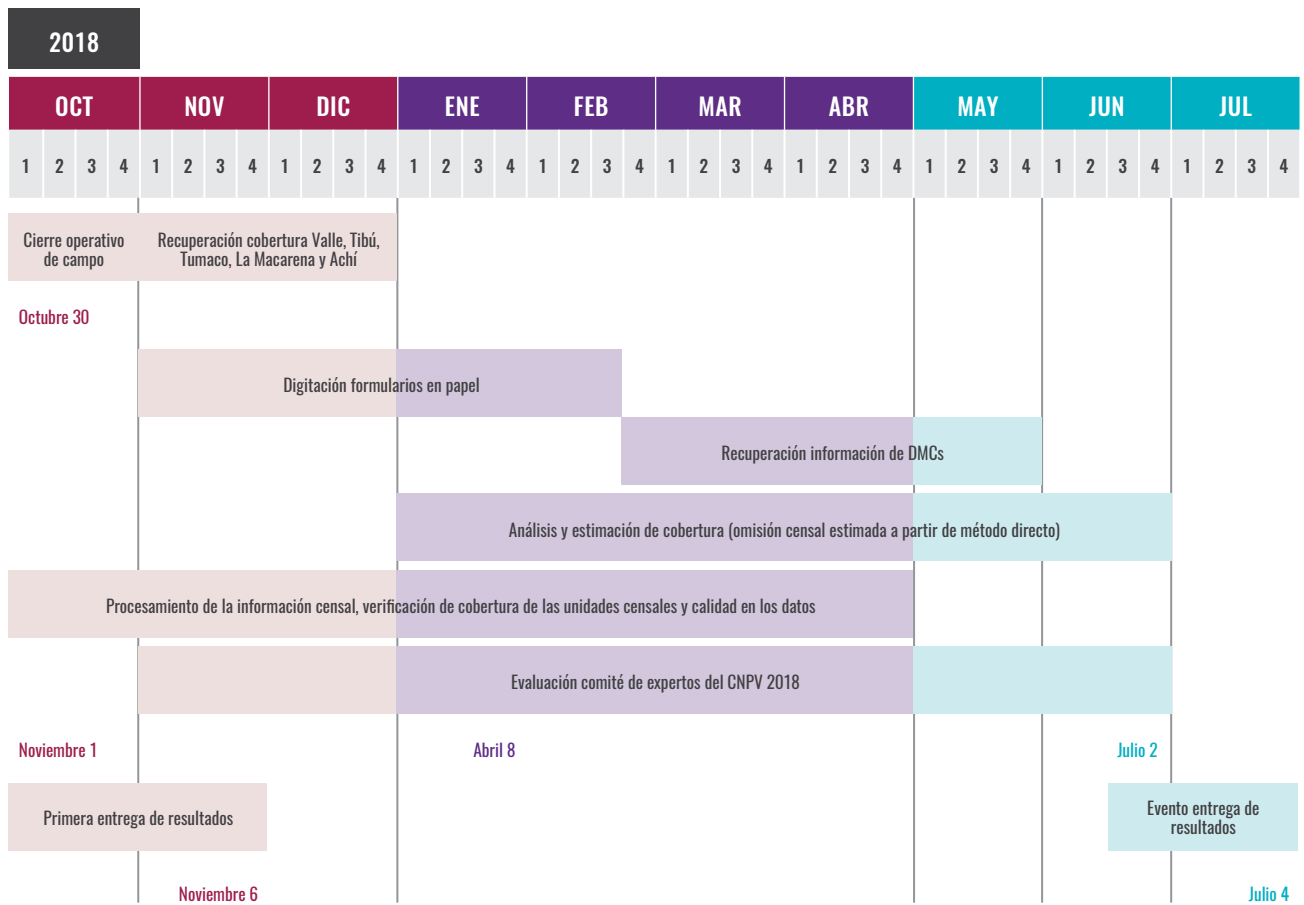 2018
OCT NOV DIC ENE FEB MAR ABR MAY JUN JUL
1 2 3 4 1 2 3 4 1 2 3 4 1 2 3 4 1 2 3 4 1 2 3 4 1 2 3 4 1 2 3 4 1 2 3 4 1 2 3 4
Cierre operativo
de campo
Recuperación cobertura Valle, Tibú,
Tumaco, La Macarena y Achí
Octubre 30
Digitación formularios en papel
Recuperación información de DMCs
Análisis y estimación de cobertura (omisión censal estimada a partir de método directo)
Procesamiento de la información censal, verificación de cobertura de las unidades censales y calidad en los datos
Evaluación comité de expertos del CNPV 2018
Noviembre 1
Abril 8
Julio 2
Primera entrega de resultados
Evento entrega de
resultados
Noviembre 6
Julio 4